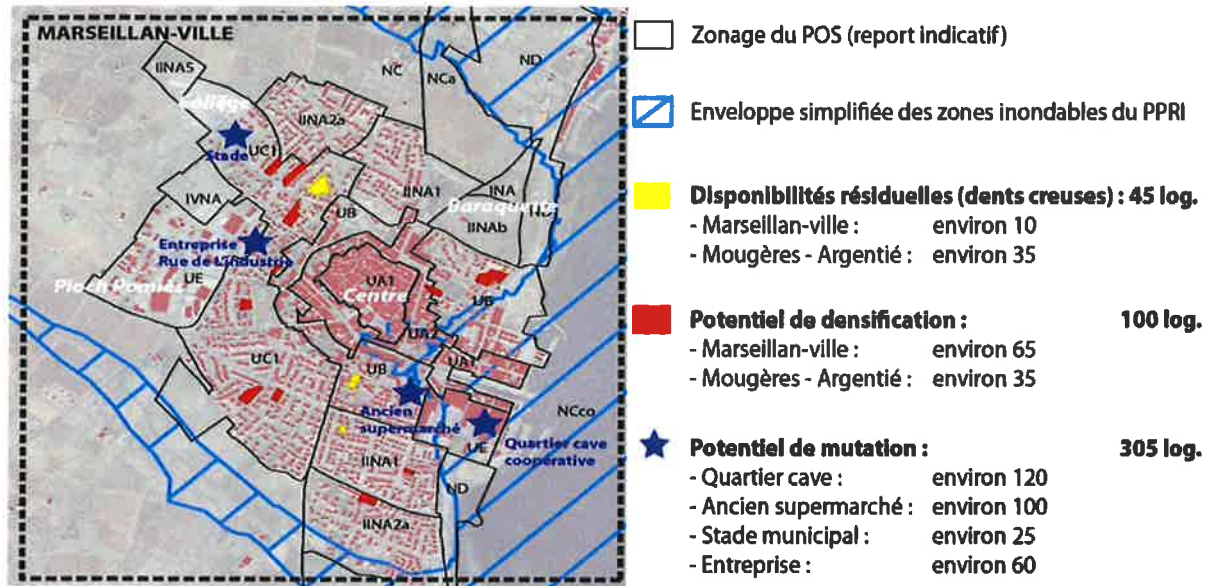 MARSEILLAN-VILLE
IINA5
NC
NCa
ND
Collège
IINA2a
Stade
UC1
IINA1
INA
IVNA
UB
Baraquette
IINAb
Entreprise
Rue de L'industrie
UE
Plach Pomiès
UA1
Centre
UB
UA2
UC1
UB
UA1
Ancien
supermarché
NCco
UE
Quartier cave
coopérative
IINA1
ND
IINA2a
Zonage du POS (report indicatif)
Enveloppe simplifiée des zones inondables du PPRI
Disponibilités résiduelles (dents creuses) : 45 log.
- Marseillan-ville : environ 10
- Mougères - Argentié : environ 35
Potentiel de densification : 100 log.
- Marseillan-ville : environ 65
- Mougères - Argentié : environ 35
Potentiel de mutation : 305 log.
- Quartier cave : environ 120
- Ancien supermarché : environ 100
- Stade municipal : environ 25
- Entreprise : environ 60